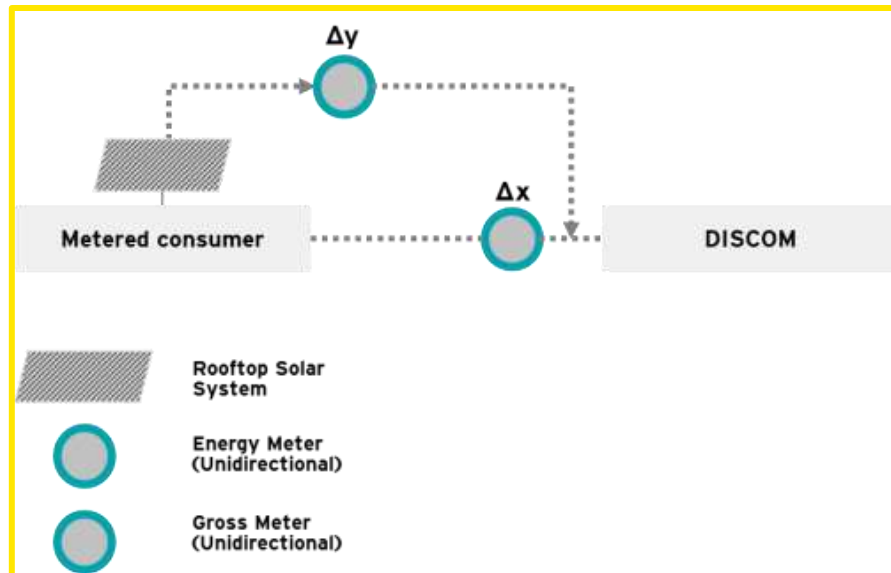 Δy
Δx
Metered consumer
DISCOM
Rooftop Solar
System
Energy Meter
(Unidirectional)
Gross Meter
(Unidirectional)